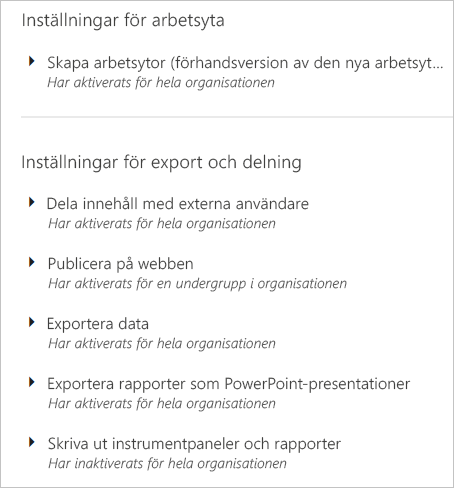 Inställningar för arbetsyta
Skapa arbetsytor (förhandsversion av den nya arbetsyt...
Har aktiverats för hela organisationen
Inställningar för export och delning
Dela innehåll med externa användare
Har aktiverats för hela organisationen
Publicera på webben
Har aktiverats för en undergrupp i organisationen
Exportera data
Har aktiverats för hela organisationen
Exportera rapporter som PowerPoint-presentationer
Har aktiverats för hela organisationen
Skriva ut instrumentpaneler och rapporter
Har inaktiverats för hela organisationen